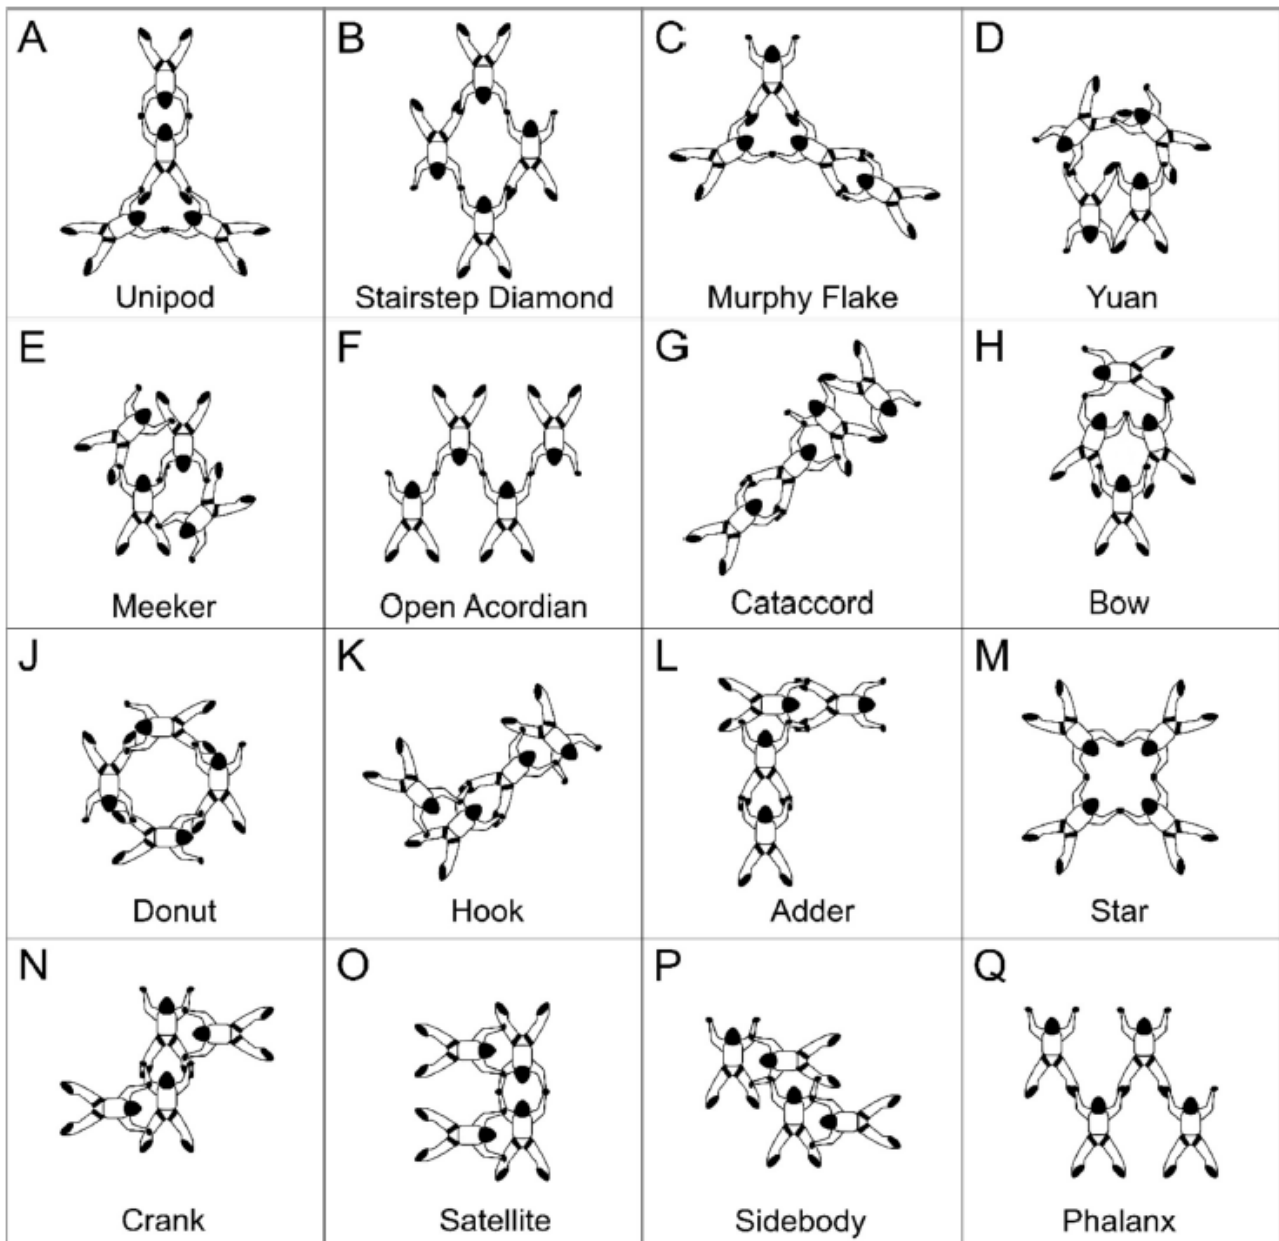 A
Unipod
B
Stairstep Diamond
C
Murphy Flake
D
Yuan
E
Meeker
F
Open Acordian
G
Cataccord
H
Bow
J
Donut
K
Hook
L
Adder
M
Star
N
Crank
O
Satellite
P
Sidebody
Q
Phalanx